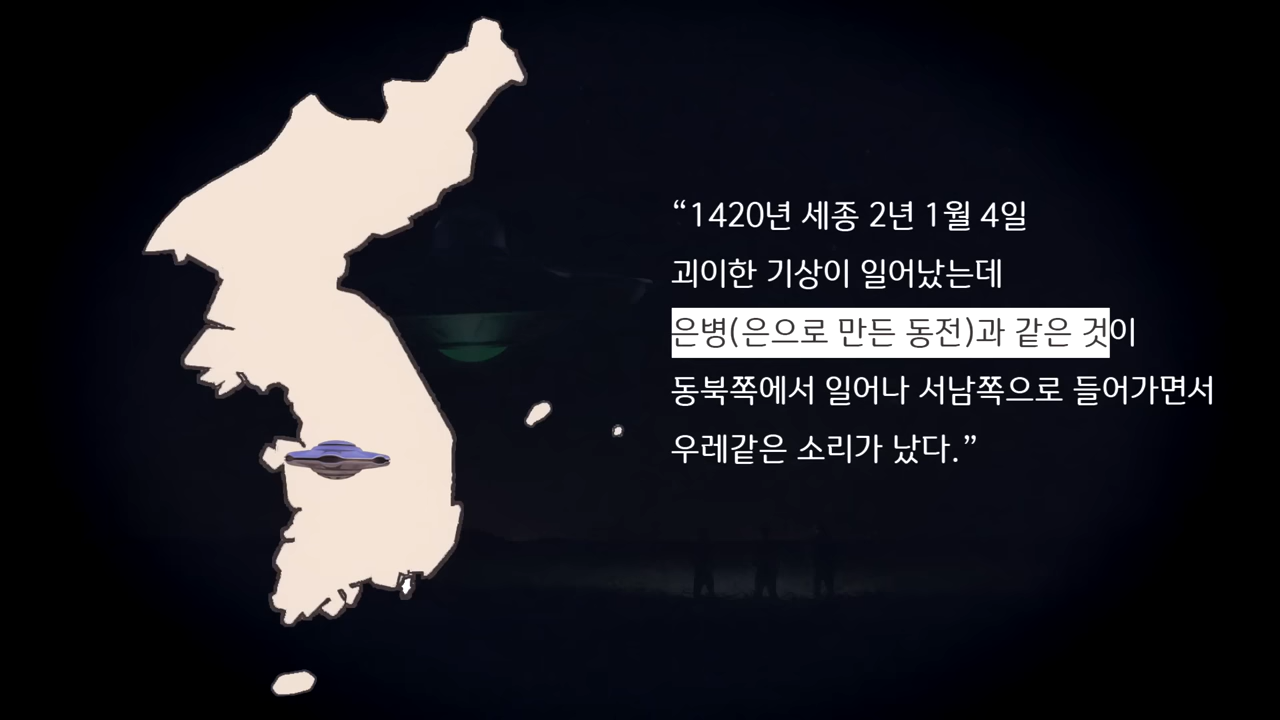 “1420년 세종 2년 1월 4일
괴이한 기상이 일어났는데
은병(은으로 만든 동전)과 같은 것이
동북쪽에서 일어나 서남쪽으로 들어가면서
우레같은 소리가 났다.”